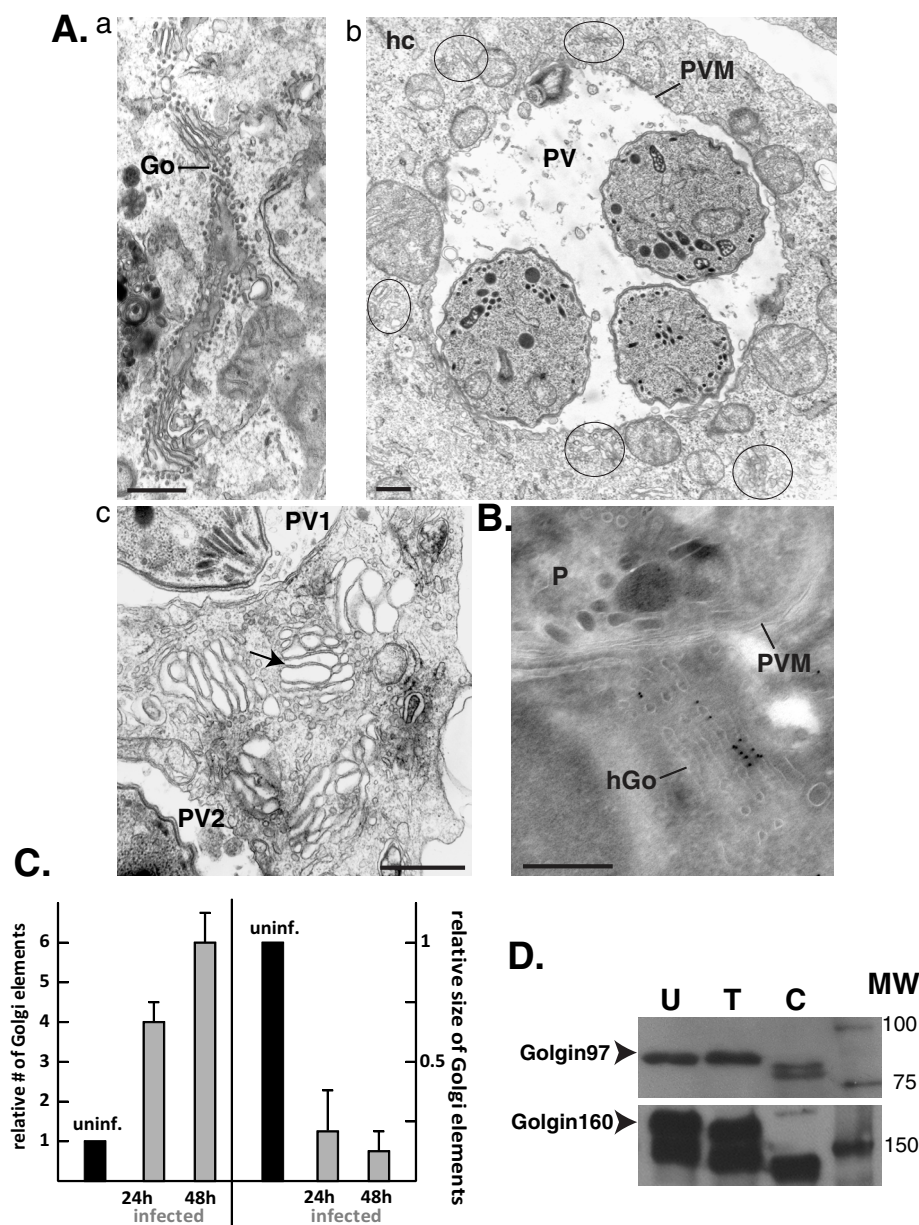 A.
a
Go
b
hc
PVM
PV
c
PV1
PV2
B.
P
PVM
hGo
C.
relative # of Golgi elements
6
5
4
3
2
1
uninf.
24h
48h
infected
uninf.
24h
48h
infected
1
0.5
relative size of Golgi elements
D.
U T C MW
Golgin97
100
75
Golgin160
150